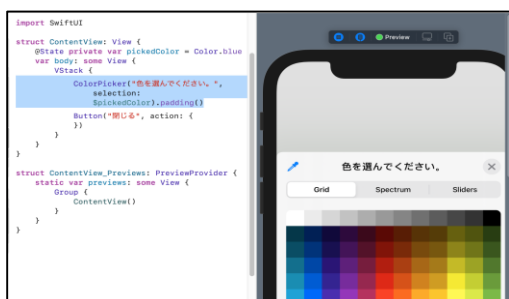 import SwiftUI
struct ContentView: View {
@State private var pickedColor = Color.blue
var body: some View {
VStack {
ColorPicker("色を選んでください。",
selection:
$pickedColor).padding()
Button("閉じる", action: {
})
}
}
}
struct ContentView_Previews: PreviewProvider {
static var previews: some View {
Group {
ContentView()
}
}
}
Preview
色を選んでください。
Grid Spectrum Sliders